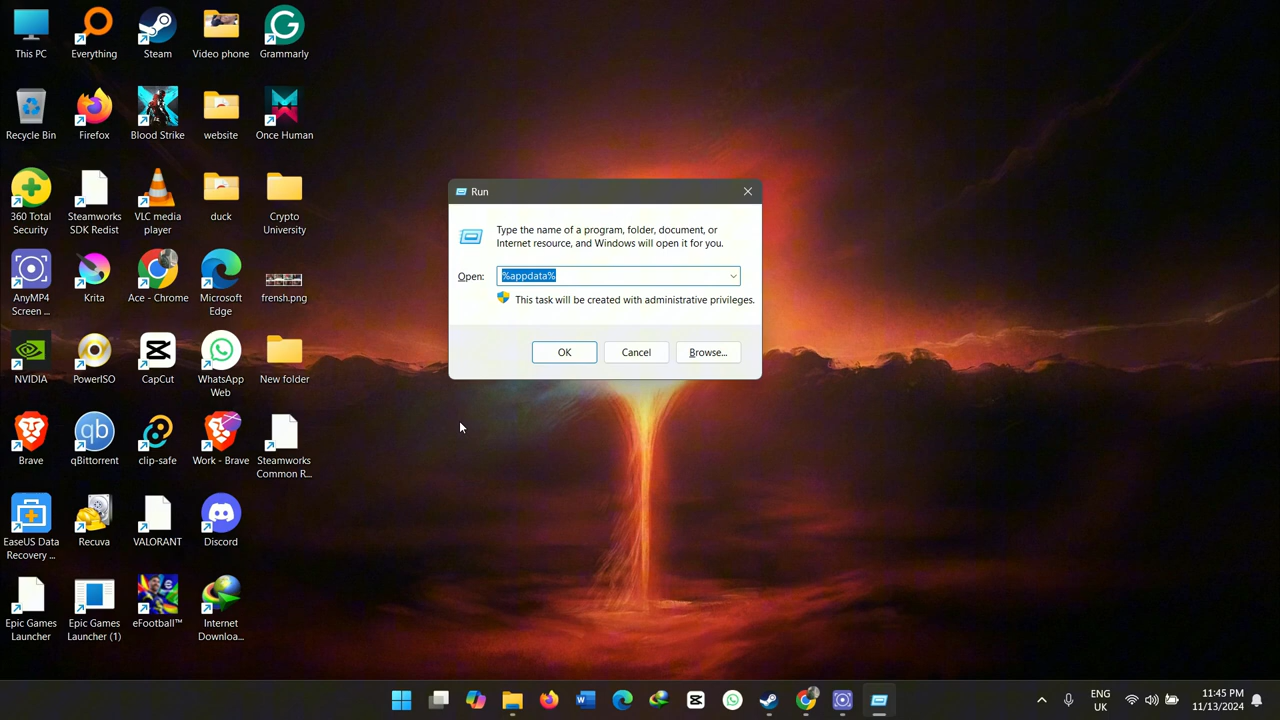 This PC
Everything
Steam
Video phone
Grammarly
Recycle Bin
Firefox
Blood Strike
website
Once Human
360 Total
Security
Steamworks
SDK Redist
VLC media
player
duck
Crypto
University
AnyMP4
Screen ...
Krita
Ace - Chrome
Microsoft
Edge
frensh.png
NVIDIA
PowerISO
CapCut
WhatsApp
Web
New folder
Brave
qb
qBittorrent
clip-safe
Work - Brave
Steamworks
Common R...
EaseUS Data
Recovery ...
Recuva
VALORANT
Discord
Epic Games
Launcher
Epic Games
Launcher (1)
eFootball™
Internet
Downloa...
Run
Type the name of a program, folder, document, or
Internet resource, and Windows will open it for you.
Open:
%appdata%
This task will be created with administrative privileges.
OK
Cancel
Browse...
ENG
UK
11:45 PM
11/13/2024